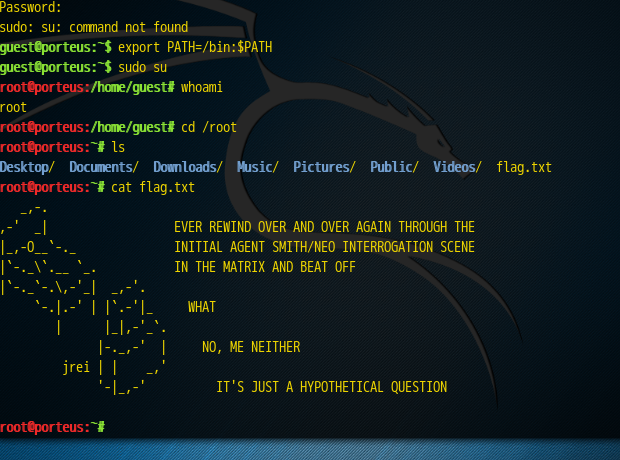 Password:
sudo: su: command not found
guest@porteus:~$ export PATH=/bin:$PATH
guest@porteus:~$ sudo su
root@porteus:/home/guest# whoami
root
root@porteus:/home/guest# cd /root
root@porteus:~# ls
Desktop/  Documents/  Downloads/  Music/  Pictures/  Public/  Videos/  flag.txt
root@porteus:~# cat flag.txt
EVER REWIND OVER AND OVER AGAIN THROUGH THE
INITIAL AGENT SMITH/NEO INTERROGATION SCENE
IN THE MATRIX AND BEAT OFF
WHAT
NO, ME NEITHER
jrei
IT'S JUST A HYPOTHETICAL QUESTION
root@porteus:~#